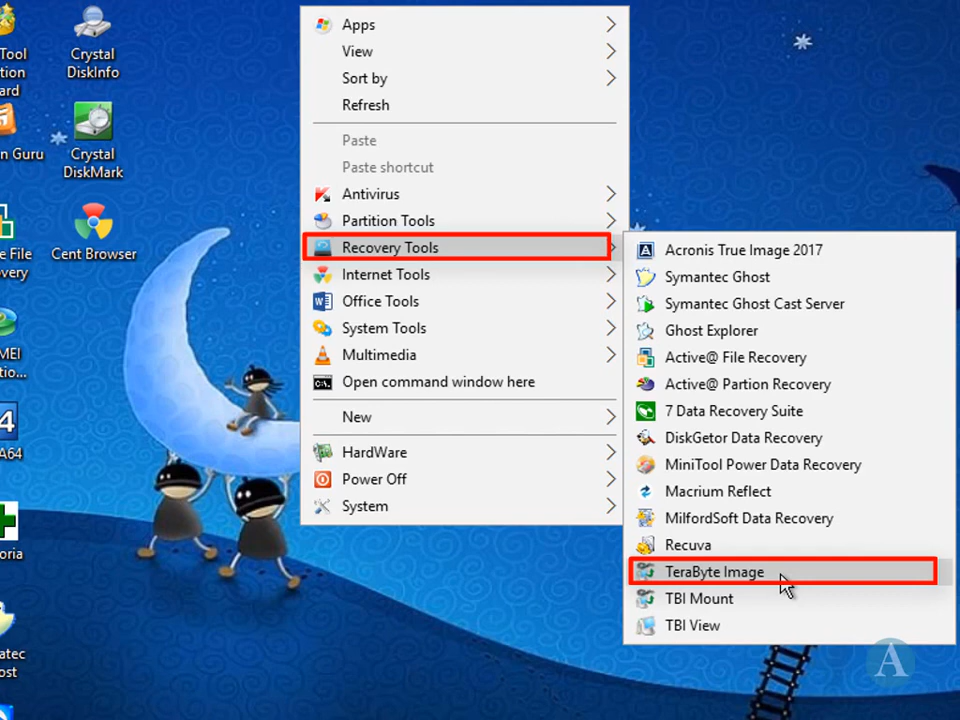 Tool
tion
ard
Crystal
DiskInfo
n Guru
Crystal
DiskMark
e File
very
Cent Browser
MEI
tio...
4
A64
oria
atec
ost
Apps
View
Sort by
Refresh
Paste
Paste shortcut
Antivirus
Partition Tools
Recovery Tools
Internet Tools
Office Tools
System Tools
Multimedia
Open command window here
New
HardWare
Power Off
System
Acronis True Image 2017
Symantec Ghost
Symantec Ghost Cast Server
Ghost Explorer
Active@ File Recovery
Active@ Partion Recovery
7 Data Recovery Suite
DiskGetor Data Recovery
MiniTool Power Data Recovery
Macrium Reflect
MilfordSoft Data Recovery
Recuva
TeraByte Image
TBI Mount
TBI View
A